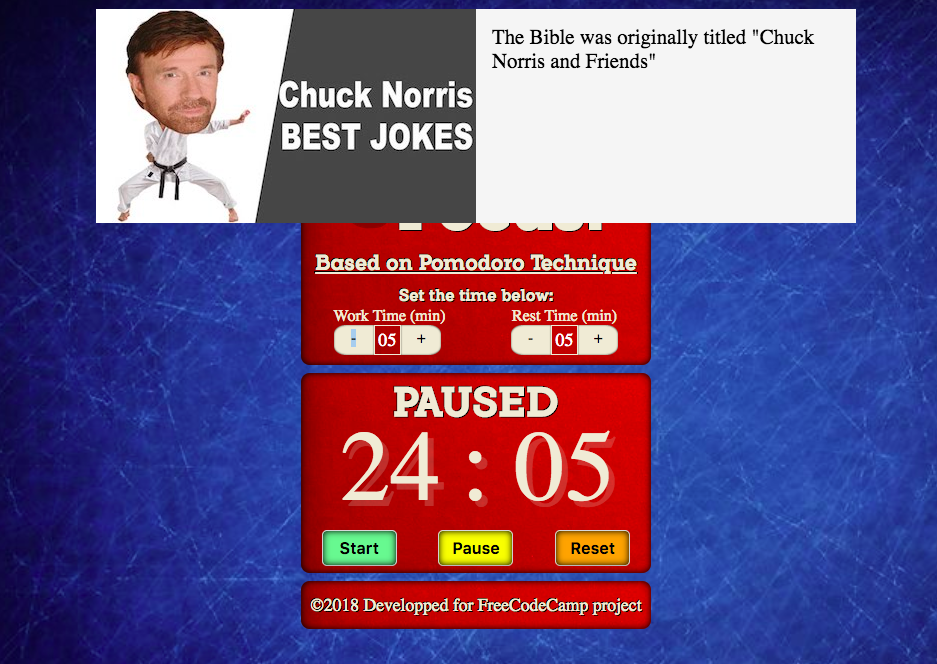 The Bible was originally titled "Chuck
Norris and Friends"
Chuck Norris
BEST JOKES
Based on Pomodoro Technique
Set the time below:
Work Time (min) Rest Time (min)
- 05 + - 05 +
PAUSED
24 : 05
Start Pause Reset
©2018 Developped for FreeCodeCamp project